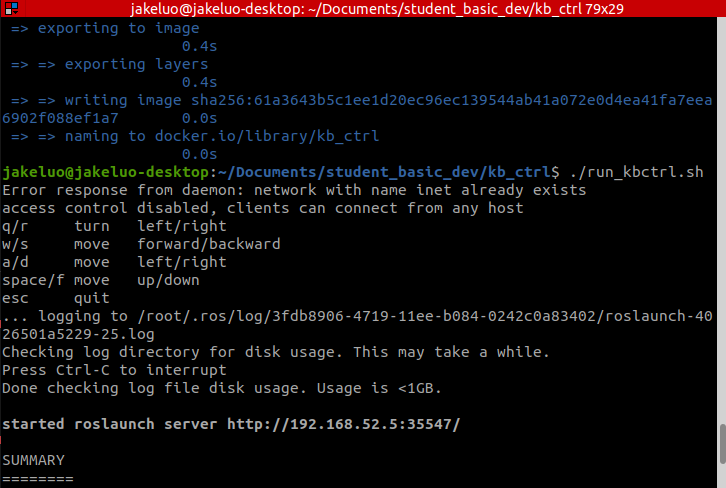 jakeluo@jakeluo-desktop: ~/Documents/student_basic_dev/kb_ctrl 79x29
=> exporting to image
0.4s
=> => exporting layers
0.4s
=> => writing image sha256:61a3643b5c1ee1d20ec96ec139544ab41a072e0d4ea41fa7eea
6902f088ef1a7       0.0s
=> => naming to docker.io/library/kb_ctrl
0.0s
jakeluo@jakeluo-desktop:~/Documents/student_basic_dev/kb_ctrl$ ./run_kbctrl.sh
Error response from daemon: network with name inet already exists
access control disabled, clients can connect from any host
q/r     turn   left/right
w/s     move   forward/backward
a/d     move   left/right
space/f move   up/down
esc     quit
... logging to /root/.ros/log/3fdb8906-4719-11ee-b084-0242c0a83402/roslaunch-40
26501a5229-25.log
Checking log directory for disk usage. This may take a while.
Press Ctrl-C to interrupt
Done checking log file disk usage. Usage is <1GB.
started roslaunch server http://192.168.52.5:35547/
SUMMARY
========